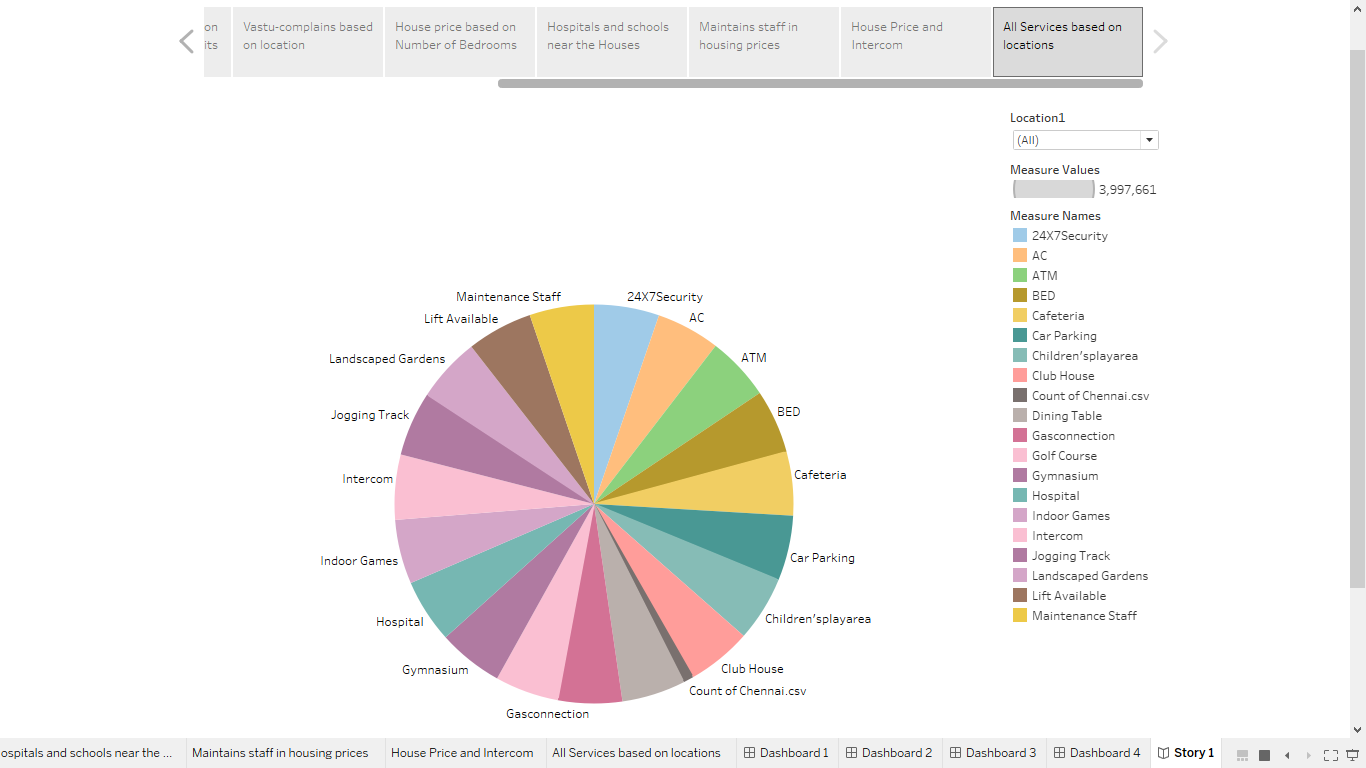 on
its
Vastu-complains based
on location
House price based on
Number of Bedrooms
Hospitals and schools
near the Houses
Maintains staff in
housing prices
House Price and
Intercom
All Services based on
locations
Location1
(All)
Measure Values
3,997,661
Measure Names
24X7Security
AC
ATM
BED
Cafeteria
Car Parking
Children'splayarea
Club House
Count of Chennai.csv
Dining Table
Gasconnection
Golf Course
Gymnasium
Hospital
Indoor Games
Intercom
Jogging Track
Landscaped Gardens
Lift Available
Maintenance Staff
Maintenance Staff
24X7Security
Lift Available
AC
Landscaped Gardens
ATM
Jogging Track
BED
Intercom
Cafeteria
Indoor Games
Car Parking
Hospital
Children'splayarea
Gymnasium
Club House
Count of Chennai.csv
Gasconnection
ospitals and schools near the ...
Maintains staff in housing prices
House Price and Intercom
All Services based on locations
Dashboard 1
Dashboard 2
Dashboard 3
Dashboard 4
Story 1